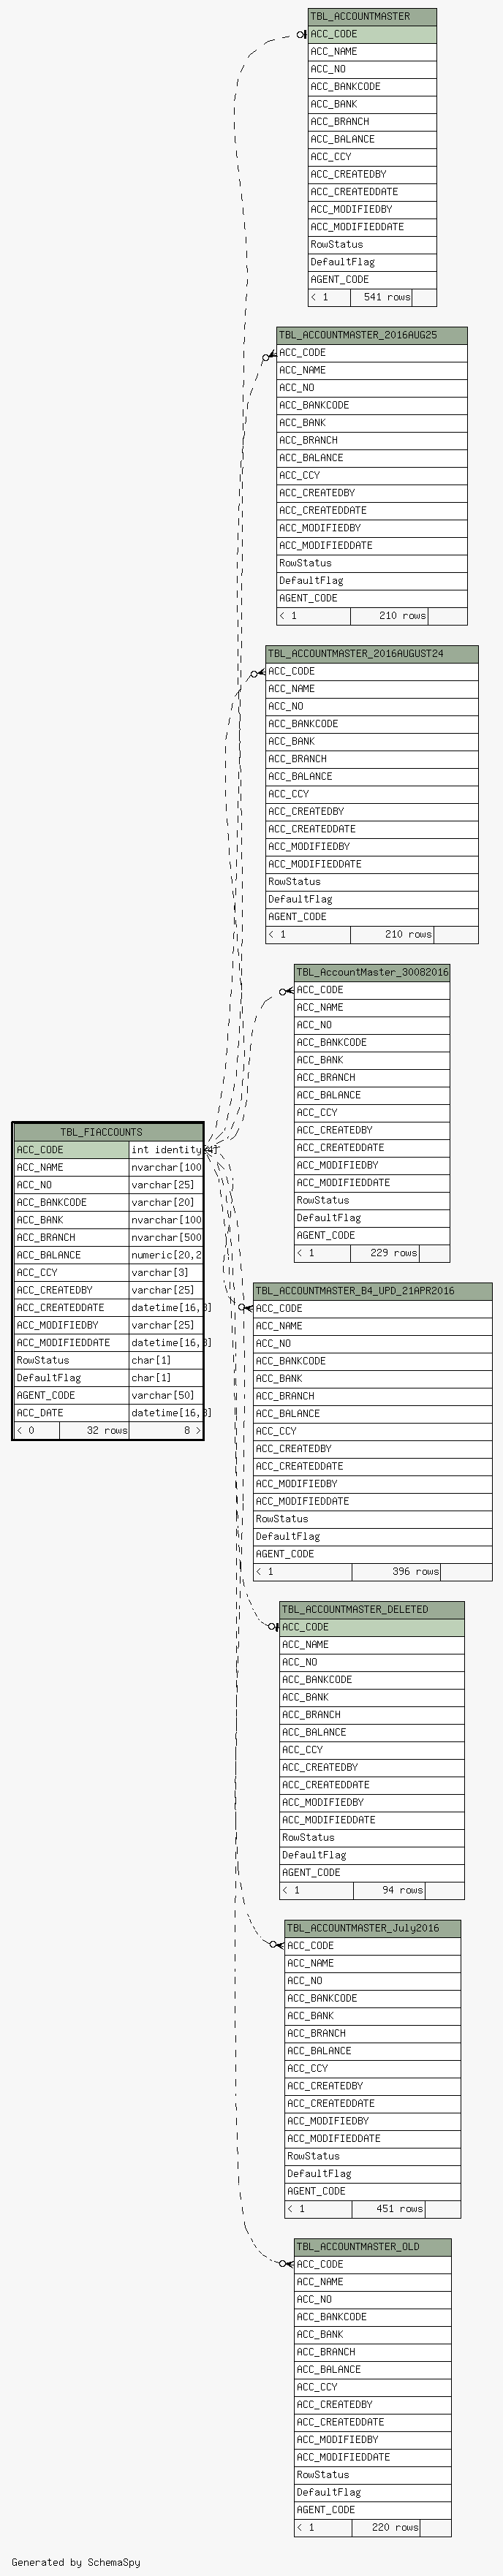 TBL_ACCOUNTMASTER
ACC_CODE
ACC_NAME
ACC_NO
ACC_BANKCODE
ACC_BANK
ACC_BRANCH
ACC_BALANCE
ACC_CCY
ACC_CREATEDBY
ACC_CREATEDDATE
ACC_MODIFIEDBY
ACC_MODIFIEDDATE
RowStatus
DefaultFlag
AGENT_CODE
< 1 541 rows
TBL_ACCOUNTMASTER_2016AUG25
ACC_CODE
ACC_NAME
ACC_NO
ACC_BANKCODE
ACC_BANK
ACC_BRANCH
ACC_BALANCE
ACC_CCY
ACC_CREATEDBY
ACC_CREATEDDATE
ACC_MODIFIEDBY
ACC_MODIFIEDDATE
RowStatus
DefaultFlag
AGENT_CODE
< 1 210 rows
TBL_ACCOUNTMASTER_2016AUGUST24
ACC_CODE
ACC_NAME
ACC_NO
ACC_BANKCODE
ACC_BANK
ACC_BRANCH
ACC_BALANCE
ACC_CCY
ACC_CREATEDBY
ACC_CREATEDDATE
ACC_MODIFIEDBY
ACC_MODIFIEDDATE
RowStatus
DefaultFlag
AGENT_CODE
< 1 210 rows
TBL_AccountMaster_30082016
ACC_CODE
ACC_NAME
ACC_NO
ACC_BANKCODE
ACC_BANK
ACC_BRANCH
ACC_BALANCE
ACC_CCY
ACC_CREATEDBY
ACC_CREATEDDATE
ACC_MODIFIEDBY
ACC_MODIFIEDDATE
RowStatus
DefaultFlag
AGENT_CODE
< 1 229 rows
TBL_FIACCOUNTS
ACC_CODE int identity[4]
ACC_NAME nvarchar[100
ACC_NO varchar[25]
ACC_BANKCODE varchar[20]
ACC_BANK nvarchar[100
ACC_BRANCH nvarchar[500
ACC_BALANCE numeric[20,2
ACC_CCY varchar[3]
ACC_CREATEDBY varchar[25]
ACC_CREATEDDATE datetime[16,3]
ACC_MODIFIEDBY varchar[25]
ACC_MODIFIEDDATE datetime[16,3]
RowStatus char[1]
DefaultFlag char[1]
AGENT_CODE varchar[50]
ACC_DATE datetime[16,3]
< 0 32 rows 8 >
TBL_ACCOUNTMASTER_B4_UPD_21APR2016
ACC_CODE
ACC_NAME
ACC_NO
ACC_BANKCODE
ACC_BANK
ACC_BRANCH
ACC_BALANCE
ACC_CCY
ACC_CREATEDBY
ACC_CREATEDDATE
ACC_MODIFIEDBY
ACC_MODIFIEDDATE
RowStatus
DefaultFlag
AGENT_CODE
< 1 396 rows
TBL_ACCOUNTMASTER_DELETED
ACC_CODE
ACC_NAME
ACC_NO
ACC_BANKCODE
ACC_BANK
ACC_BRANCH
ACC_BALANCE
ACC_CCY
ACC_CREATEDBY
ACC_CREATEDDATE
ACC_MODIFIEDBY
ACC_MODIFIEDDATE
RowStatus
DefaultFlag
AGENT_CODE
< 1 94 rows
TBL_ACCOUNTMASTER_July2016
ACC_CODE
ACC_NAME
ACC_NO
ACC_BANKCODE
ACC_BANK
ACC_BRANCH
ACC_BALANCE
ACC_CCY
ACC_CREATEDBY
ACC_CREATEDDATE
ACC_MODIFIEDBY
ACC_MODIFIEDDATE
RowStatus
DefaultFlag
AGENT_CODE
< 1 451 rows
TBL_ACCOUNTMASTER_OLD
ACC_CODE
ACC_NAME
ACC_NO
ACC_BANKCODE
ACC_BANK
ACC_BRANCH
ACC_BALANCE
ACC_CCY
ACC_CREATEDBY
ACC_CREATEDDATE
ACC_MODIFIEDBY
ACC_MODIFIEDDATE
RowStatus
DefaultFlag
AGENT_CODE
< 1 220 rows
Generated by SchemaSpy